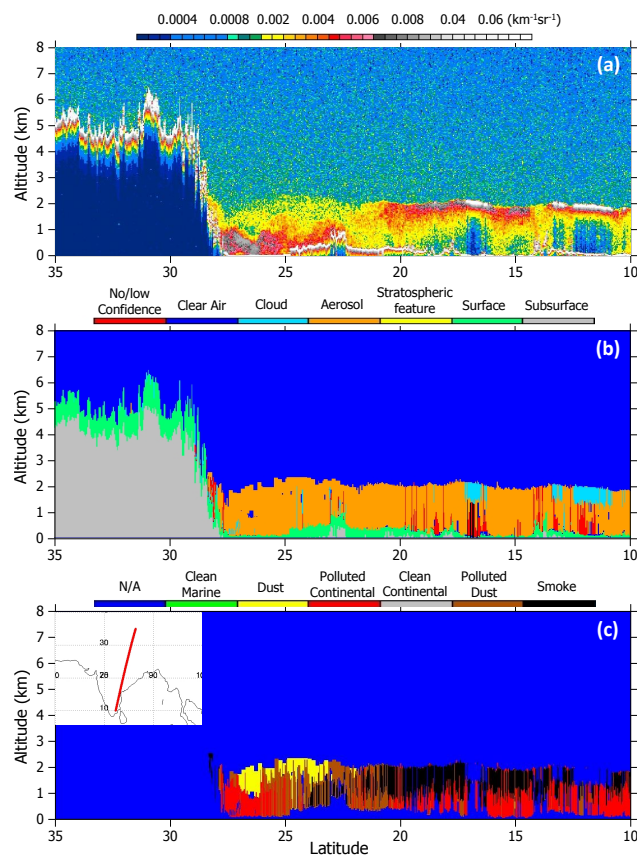 0.0004 0.0008 0.002 0.004 0.006 0.008 0.04 0.06 (km⁻¹sr⁻¹)
8
7
6
5
4
3
2
1
0
Altitude (km)
(a)
35 30 25 20 15 10
No/low Confidence Clear Air Cloud Aerosol Stratospheric feature Surface Subsurface
8
7
6
5
4
3
2
1
0
Altitude (km)
(b)
35 30 25 20 15 10
N/A Clean Marine Dust Polluted Continental Clean Continental Polluted Dust Smoke
8
7
6
5
4
3
2
1
0
Altitude (km)
(c)
30
0 20 90
10
35 30 25 20 15 10
Latitude